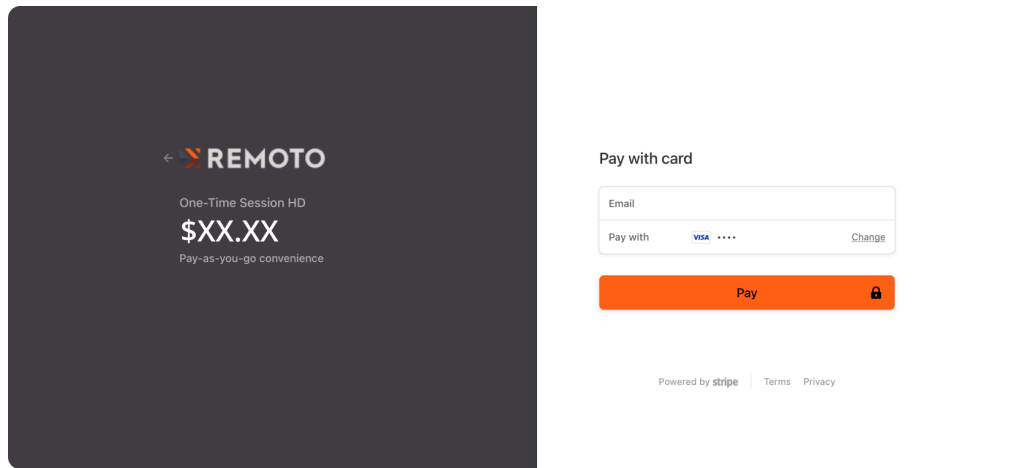 REMOTO
One-Time Session HD
$XX.XX
Pay-as-you-go convenience
Pay with card
Email
Pay with VISA •••• Change
Pay
Powered by stripe Terms Privacy